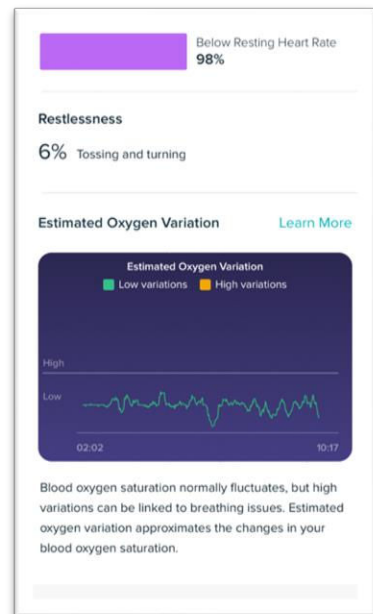 Below Resting Heart Rate
98%
Restlessness
6% Tossing and turning
Estimated Oxygen Variation Learn More
Estimated Oxygen Variation
Low variations High variations
High
Low
02:02 10:17
Blood oxygen saturation normally fluctuates, but high
variations can be linked to breathing issues. Estimated
oxygen variation approximates the changes in your
blood oxygen saturation.